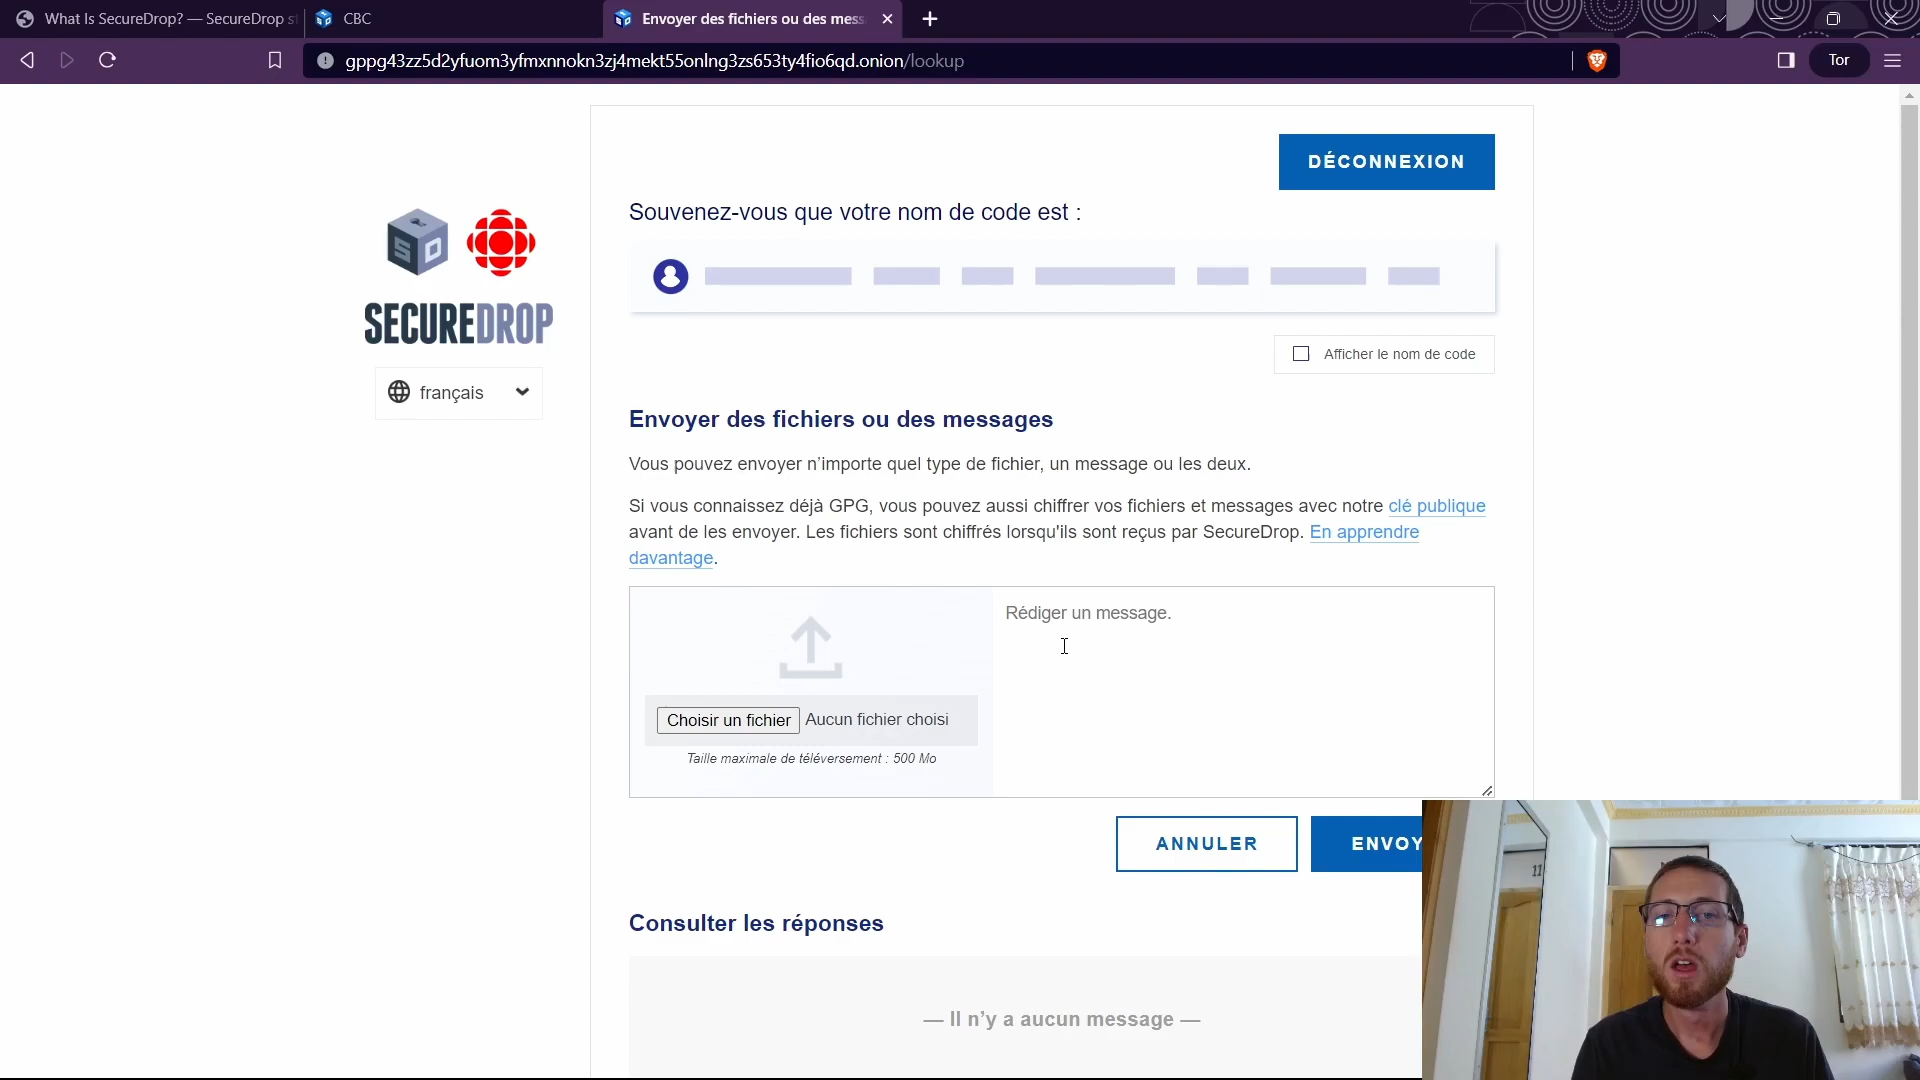 What Is SecureDrop? — SecureDrop
CBC
Envoyer des fichiers ou des mess
gppg43zz5d2yfuom3yfmxnnokn3zj4mekt55onlng3zs653ty4fio6qd.onion/lookup
Tor
DÉCONNEXION
Souvenez-vous que votre nom de code est :
SD
SECUREDROP
Afficher le nom de code
français
Envoyer des fichiers ou des messages
Vous pouvez envoyer n’importe quel type de fichier, un message ou les deux.
Si vous connaissez déjà GPG, vous pouvez aussi chiffrer vos fichiers et messages avec notre clé publique
avant de les envoyer. Les fichiers sont chiffrés lorsqu'ils sont reçus par SecureDrop. En apprendre
davantage.
Rédiger un message.
Choisir un fichier Aucun fichier choisi
Taille maximale de téléversement : 500 Mo
ANNULER
ENVOY
11
Consulter les réponses
— Il n’y a aucun message —